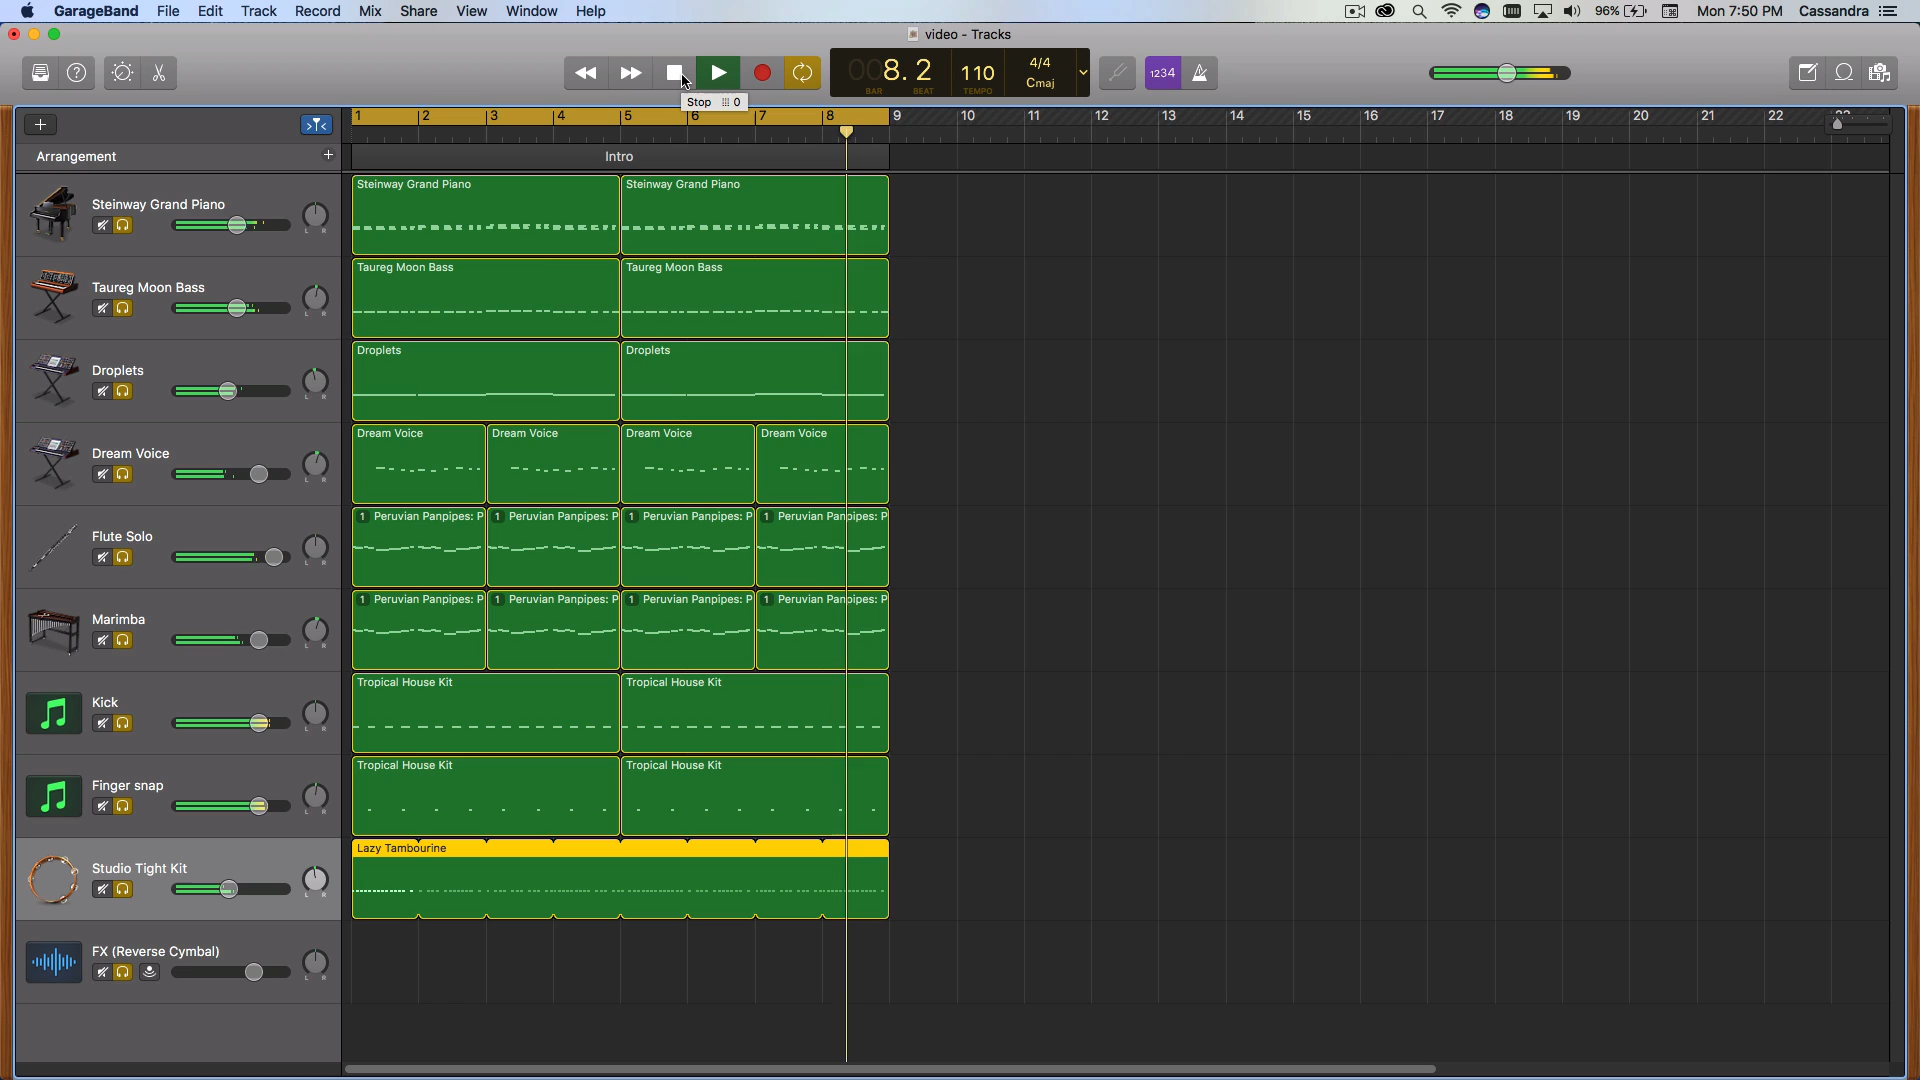 GarageBand File Edit Track Record Mix Share View Window Help 96% Mon 7:50 PM Cassandra
video - Tracks
008.2 110 4/4 Cmaj 1234
BAR BEAT TEMPO
Stop 0
1 2 3 4 5 6 7 8 9 10 11 12 13 14 15 16 17 18 19 20 21 22
Arrangement Intro
Steinway Grand Piano Steinway Grand Piano
Steinway Grand Piano
L R
Taureg Moon Bass Taureg Moon Bass
Taureg Moon Bass
L R
Droplets Droplets
Droplets
L R
Dream Voice Dream Voice Dream Voice Dream Voice
Dream Voice
L R
1 Peruvian Panpipes: P 1 Peruvian Panpipes: P 1 Peruvian Panpipes: P 1 Peruvian Panpipes: P
Flute Solo
L R
1 Peruvian Panpipes: P 1 Peruvian Panpipes: P 1 Peruvian Panpipes: P 1 Peruvian Panpipes: P
Marimba
L R
Tropical House Kit Tropical House Kit
Kick
L R
Tropical House Kit Tropical House Kit
Finger snap
L R
Lazy Tambourine
Studio Tight Kit
L R
FX (Reverse Cymbal)
L R